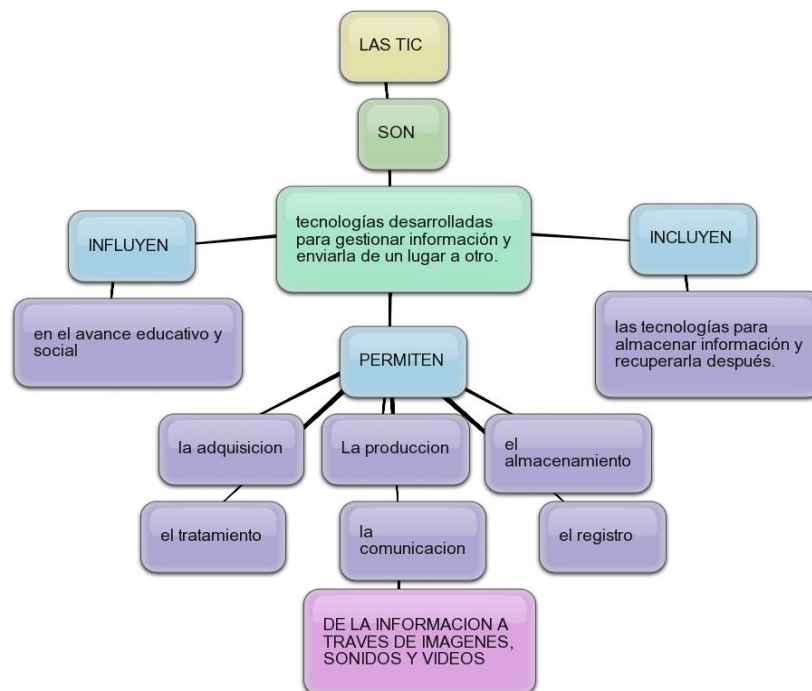 LAS TIC
SON
tecnologías desarrolladas
para gestionar información y
enviarla de un lugar a otro.
INFLUYEN
en el avance educativo y
social
INCLUYEN
las tecnologías para
almacenar información y
recuperarla después.
PERMITEN
la adquisicion
La produccion
el
almacenamiento
el tratamiento
la
comunicacion
el registro
DE LA INFORMACION A
TRAVES DE IMAGENES,
SONIDOS Y VIDEOS